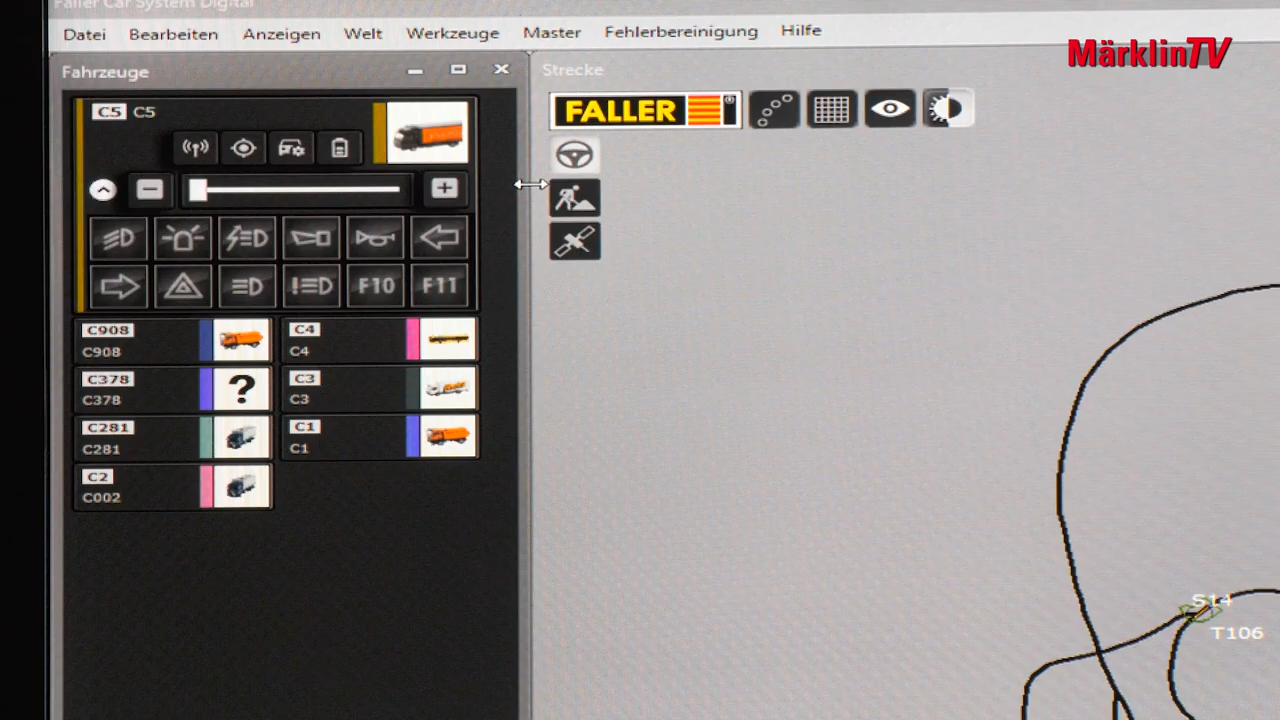 Faller Car System Digital
Datei Bearbeiten Anzeigen Welt Werkzeuge Master Fehlerbereinigung Hilfe
MärklinTV
Fahrzeuge
Strecke
C5 C5
FALLER
F10 F11
C908
C908
C4
C4
C378
C378
?
C3
C3
C281
C281
C1
C1
C2
C002
S14
T106